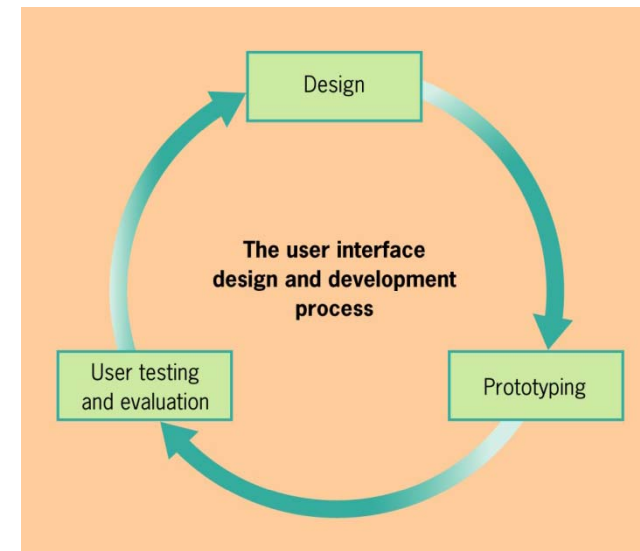 Design
The user interface
design and development
process
User testing
and evaluation
Prototyping